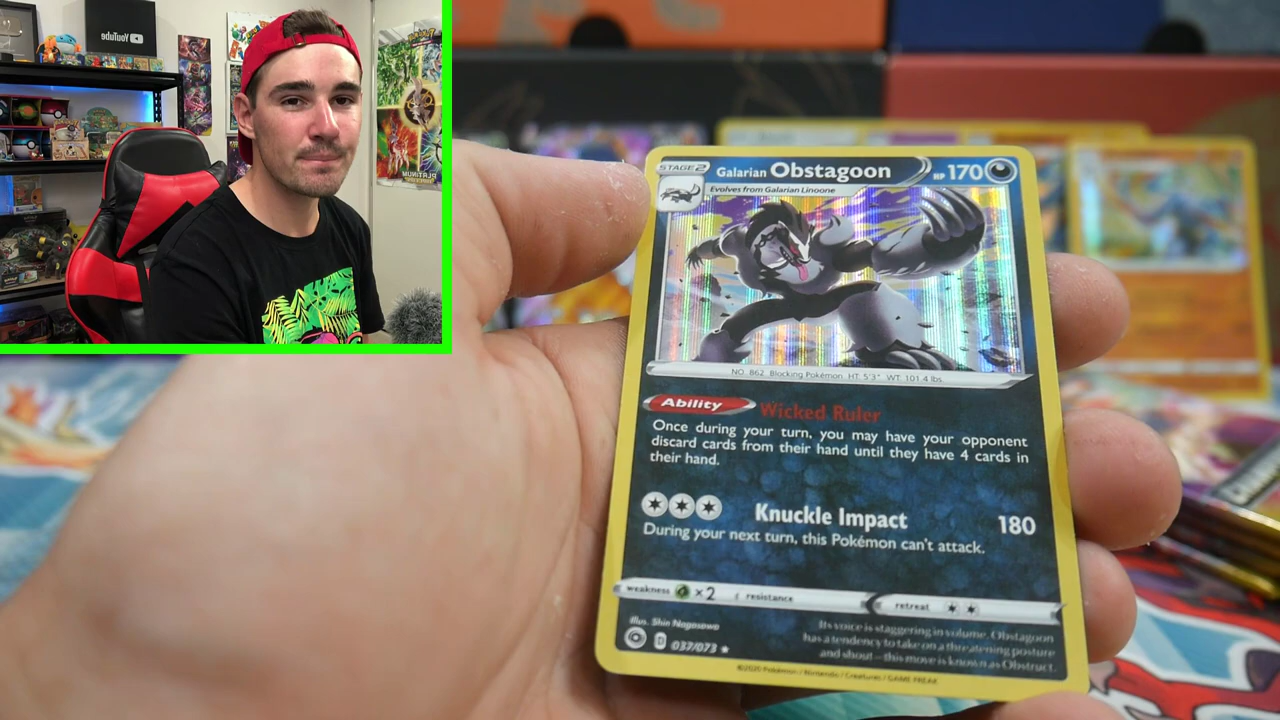 YouTube
PLATINUM
STAGE 2
Galarian Obstagoon HP 170
Evolves from Galarian Linoone
NO. 862 Blocking Pokémon HT: 5'3" WT: 101.4 lbs.
Ability Wicked Ruler
Once during your turn, you may have your opponent
discard cards from their hand until they have 4 cards in
their hand.
Knuckle Impact 180
During your next turn, this Pokémon can't attack.
weakness ×2 resistance retreat
Illus. Shin Nagasawa
D 037/073 ★
Its voice is staggering in volume. Obstagoon
has a tendency to take on a threatening posture
and shout—this move is known as Obstruct.
©2020 Pokémon / Nintendo / Creatures / GAME FREAK